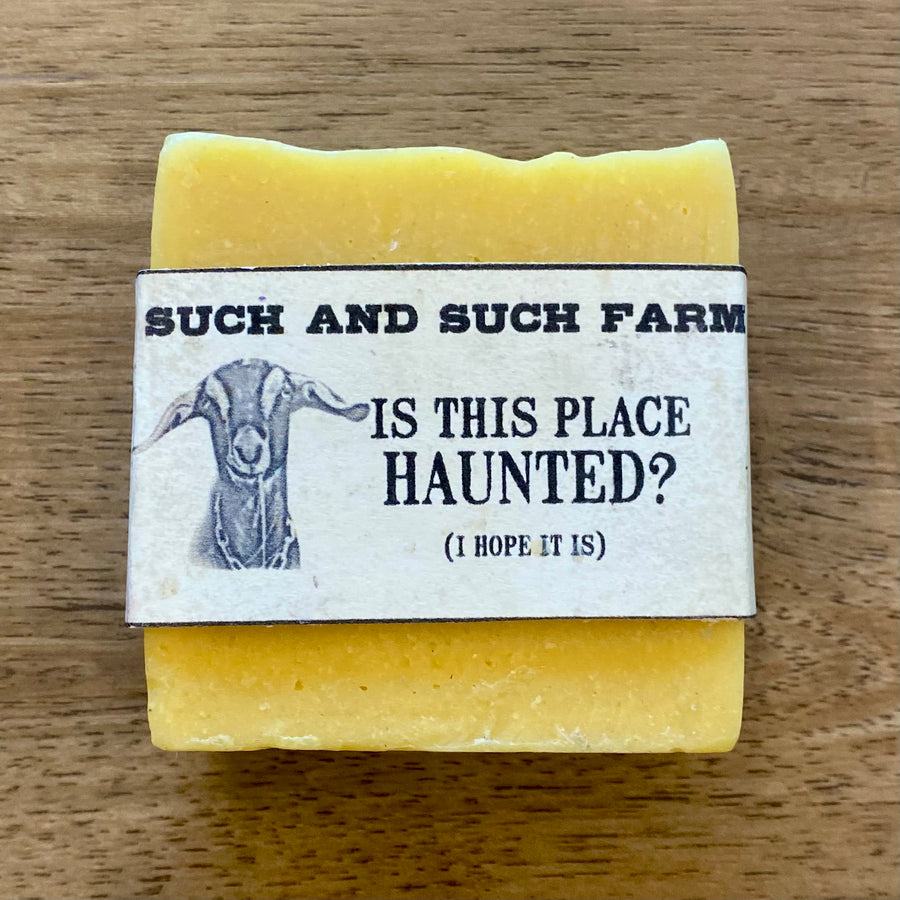 SUCH AND SUCH FARM
IS THIS PLACE
HAUNTED?
(I HOPE IT IS)